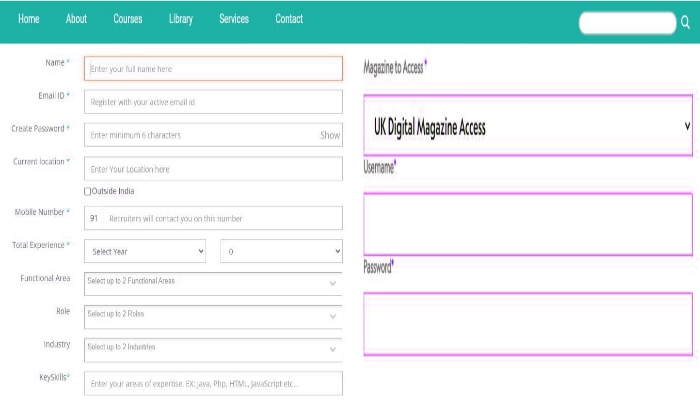 Home About Courses Library Services Contact
Name *
Enter your full name here
Email ID *
Register with your active email id
Create Password *
Enter minimum 6 characters Show
Current location *
Enter Your Location here
Outside India
Mobile Number *
91 Recruiters will contact you on this number
Total Experience *
Select Year 0
Functional Area
Select up to 2 Functional Areas
Role
Select up to 2 Roles
Industry
Select up to 2 Industries
KeySkills*
Enter your areas of expertise. EX: Java, Php, HTML, JavaScript etc...
Magazine to Access*
UK Digital Magazine Access
Username*
Password*